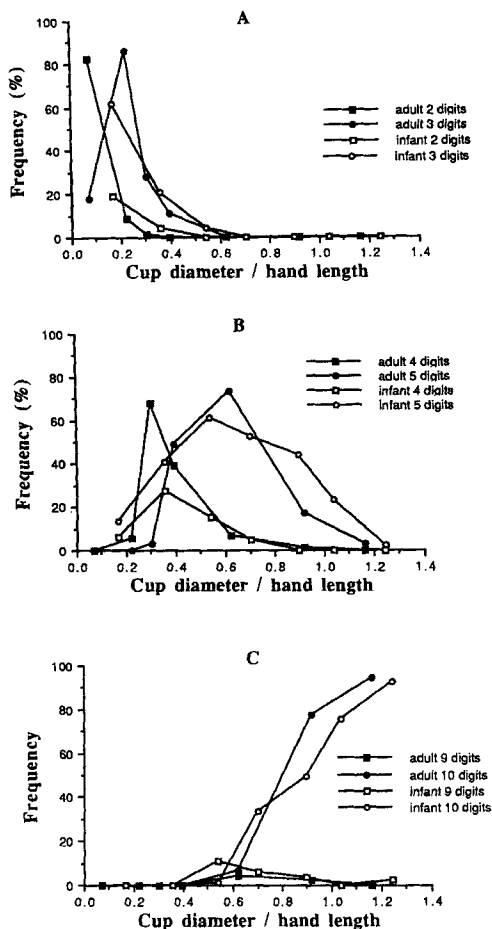 A
Frequency (%)
100
80
60
40
20
0
adult 2 digits
adult 3 digits
infant 2 digits
infant 3 digits
0.0 0.2 0.4 0.6 0.8 1.0 1.2 1.4
Cup diameter / hand length
B
Frequency (%)
100
80
60
40
20
0
adult 4 digits
adult 5 digits
infant 4 digits
infant 5 digits
0.0 0.2 0.4 0.6 0.8 1.0 1.2 1.4
Cup diameter / hand length
C
Frequency
100
80
60
40
20
0
adult 9 digits
adult 10 digits
infant 9 digits
infant 10 digits
0.0 0.2 0.4 0.6 0.8 1.0 1.2 1.4
Cup diameter / hand length